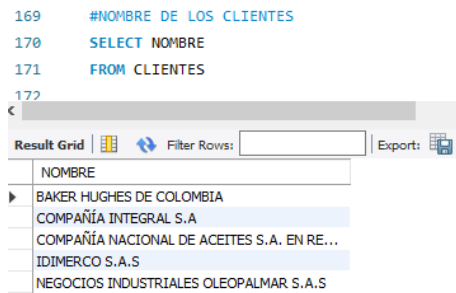 169 #NOMBRE DE LOS CLIENTES
170 SELECT NOMBRE
171 FROM CLIENTES
172
Result Grid Filter Rows: Export:
NOMBRE
BAKER HUGHES DE COLOMBIA
COMPAÑÍA INTEGRAL S.A
COMPAÑÍA NACIONAL DE ACEITES S.A. EN RE...
IDIMERCO S.A.S
NEGOCIOS INDUSTRIALES OLEOPALMAR S.A.S